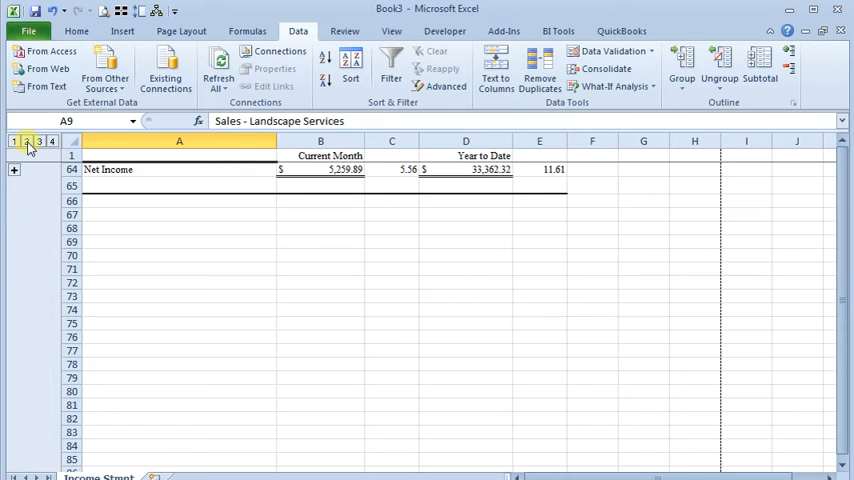 Book3 - Microsoft Excel
File Home Insert Page Layout Formulas Data Review View Developer Add-Ins BI Tools QuickBooks
From Access
From Web
From Text
From Other Sources
Existing Connections
Get External Data
Refresh All
Connections
Properties
Edit Links
Connections
Sort
Filter
Clear
Reapply
Advanced
Sort & Filter
Text to Columns
Remove Duplicates
Data Validation
Consolidate
What-If Analysis
Data Tools
Group
Ungroup
Subtotal
Outline
A9 fx Sales - Landscape Services
1 2 3 4 A B C D E F G H I J
1 Current Month Year to Date
64 Net Income $ 5,259.89 5.56 $ 33,362.32 11.61
65
66
67
68
69
70
71
72
73
74
75
76
77
78
79
80
81
82
83
84
85
86
Income Stmnt